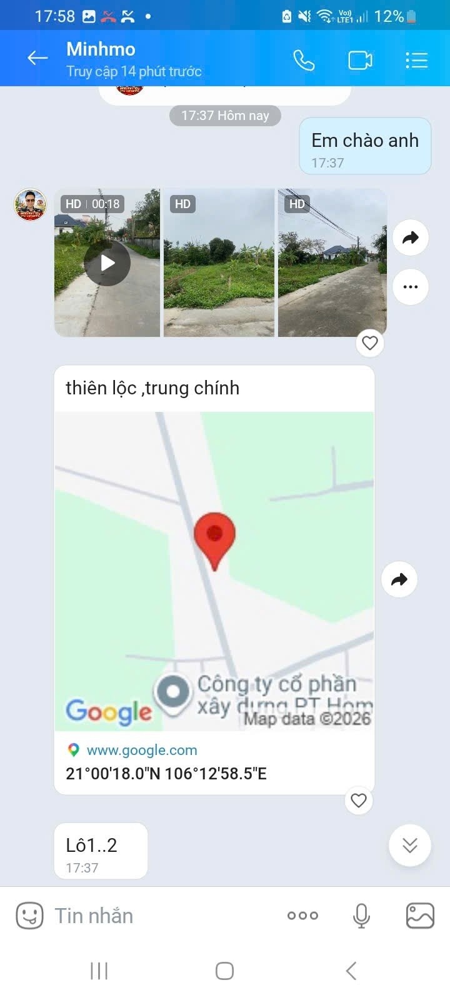 17:58
Vo))
LTE1
12%
Minhmo
Truy cập 14 phút trước
17:37 Hôm nay
Em chào anh
17:37
HD 00:18
HD
HD
thiên lộc ,trung chính
Công ty cổ phần
xây dựng PT Hom
Google
Map data ©2026
www.google.com
21°00'18.0"N 106°12'58.5"E
Lô1..2
17:37
Tin nhắn